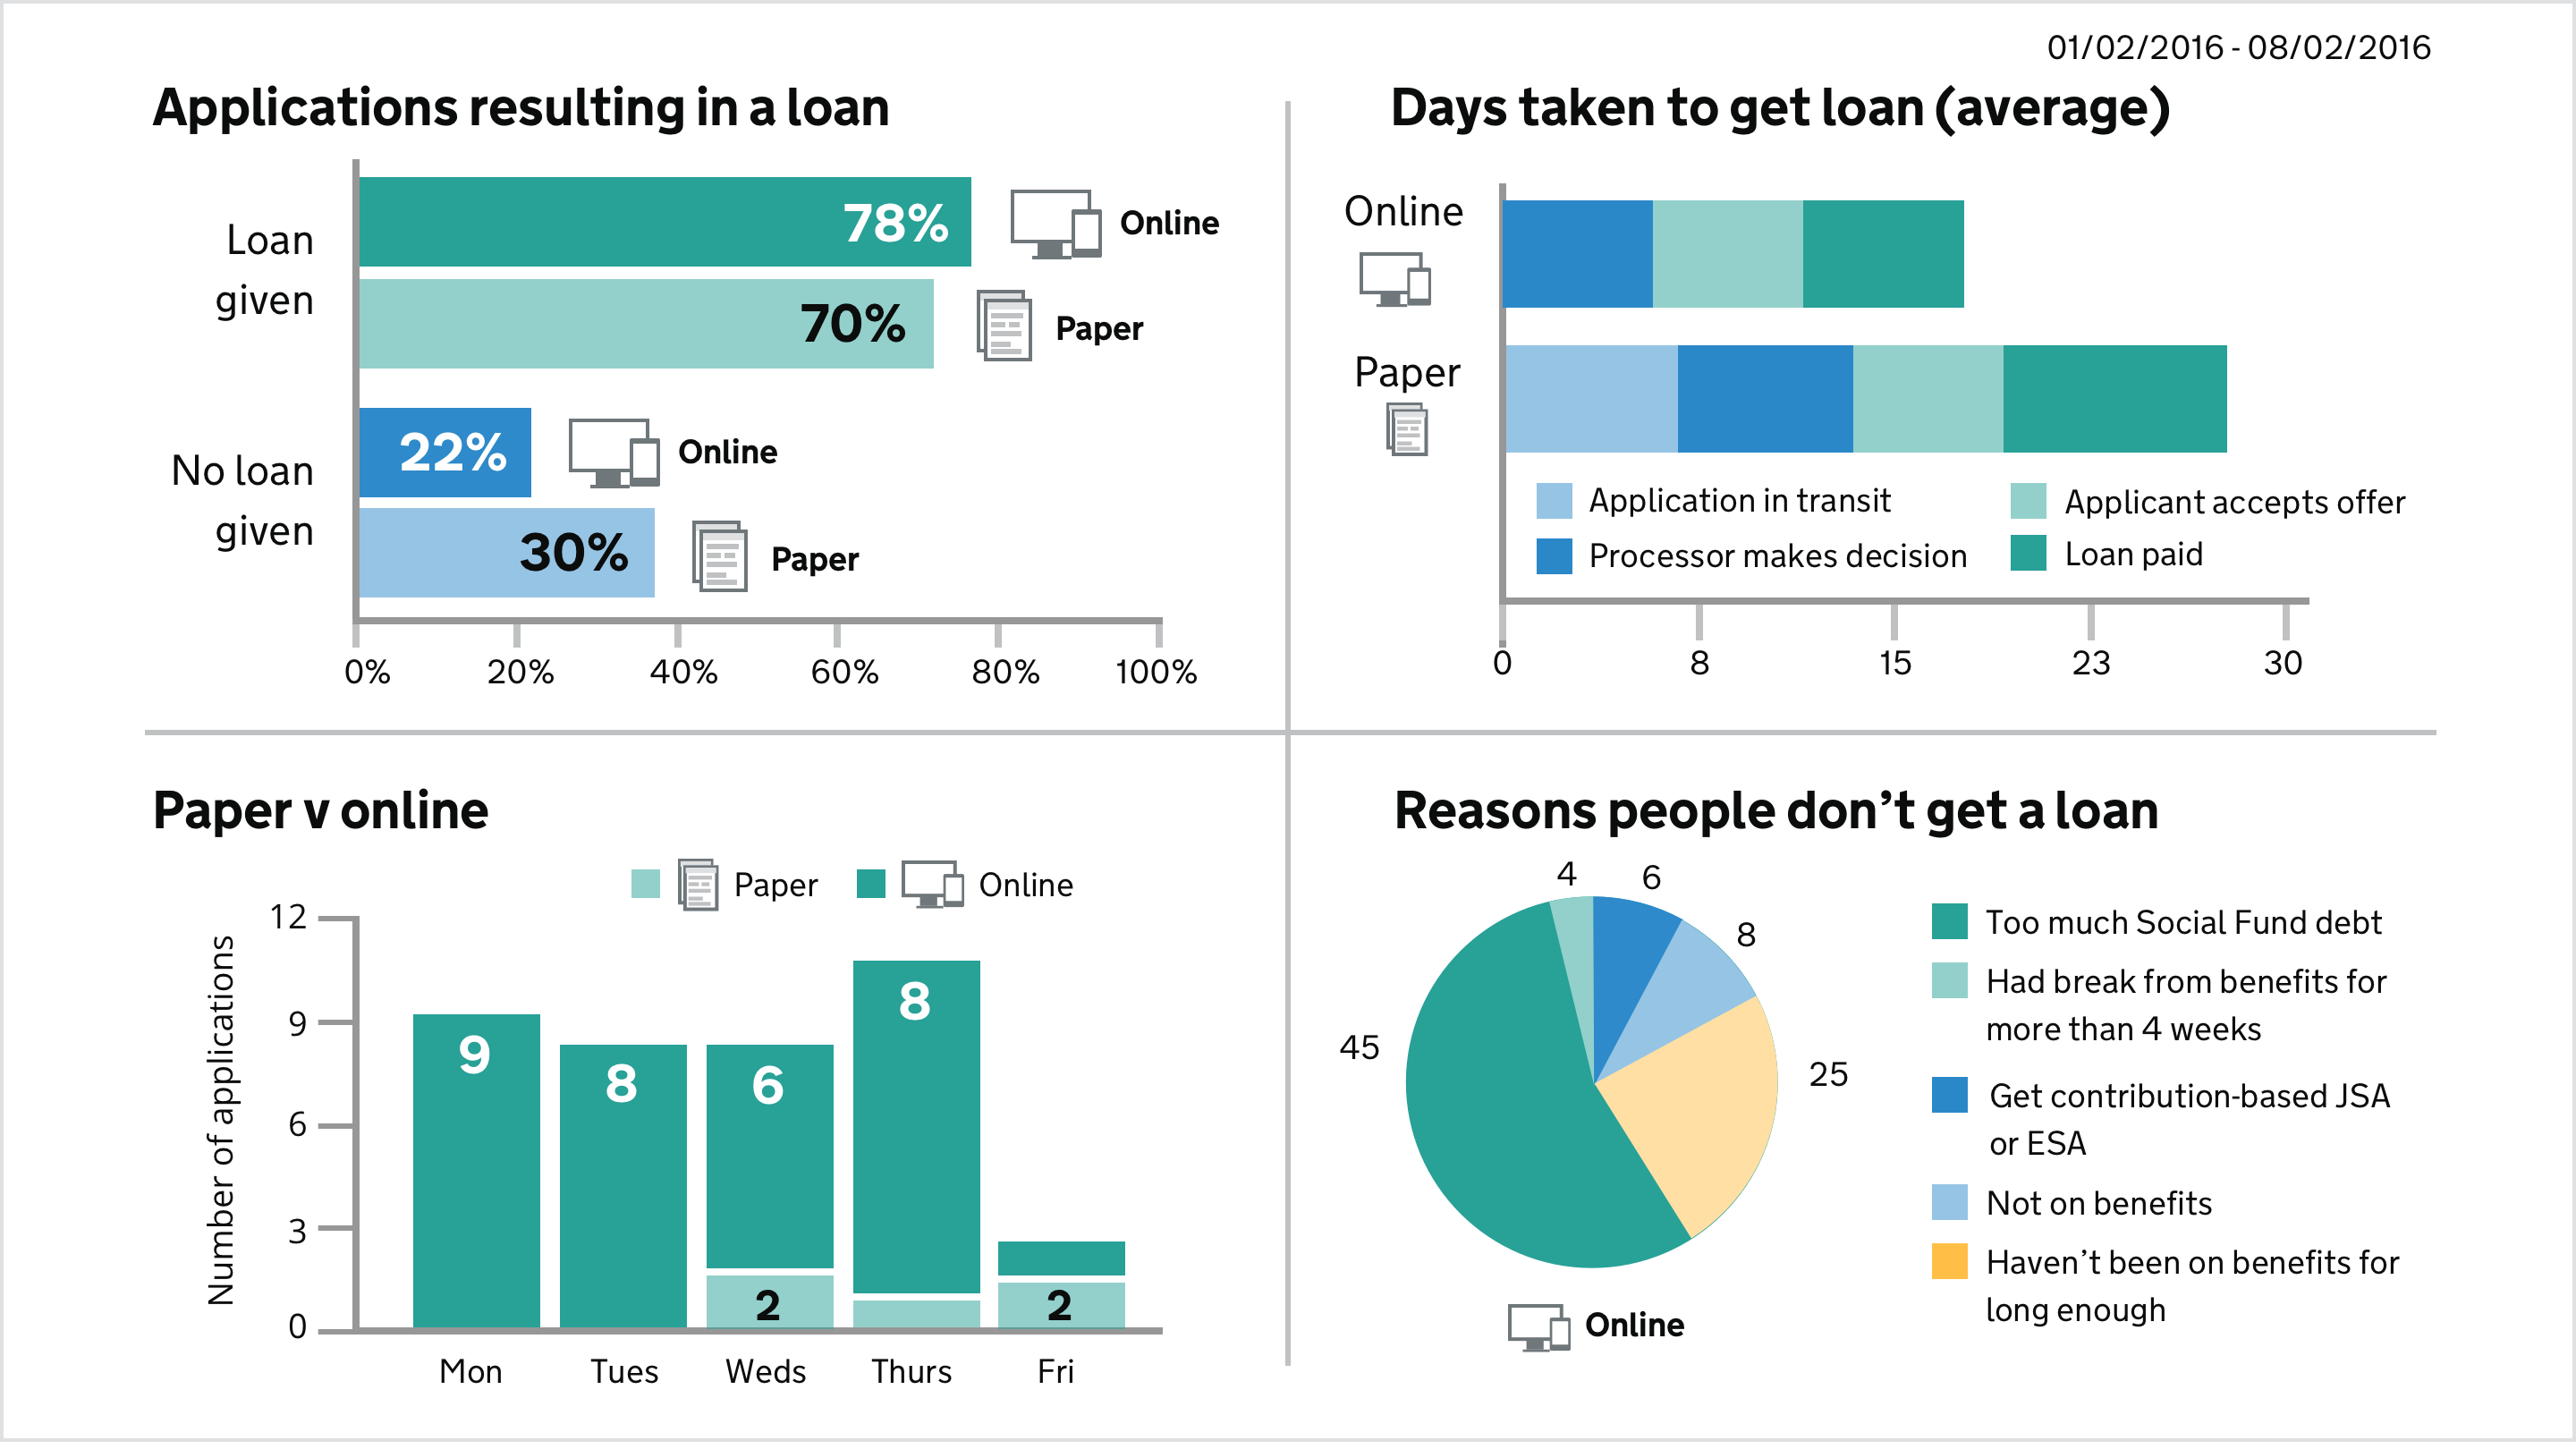 01/02/2016 - 08/02/2016
Applications resulting in a loan
Loan
given
78%
Online
70%
Paper
No loan
given
22%
Online
30%
Paper
0%
20%
40%
60%
80%
100%
Days taken to get loan (average)
Online
Paper
Application in transit
Applicant accepts offer
Processor makes decision
Loan paid
0
8
15
23
30
Paper v online
Paper
Online
Number of applications
12
9
6
3
0
9
8
6
2
8
2
Mon
Tues
Weds
Thurs
Fri
Reasons people don’t get a loan
4
6
8
25
45
Too much Social Fund debt
Had break from benefits for
more than 4 weeks
Get contribution-based JSA
or ESA
Not on benefits
Haven’t been on benefits for
long enough
Online